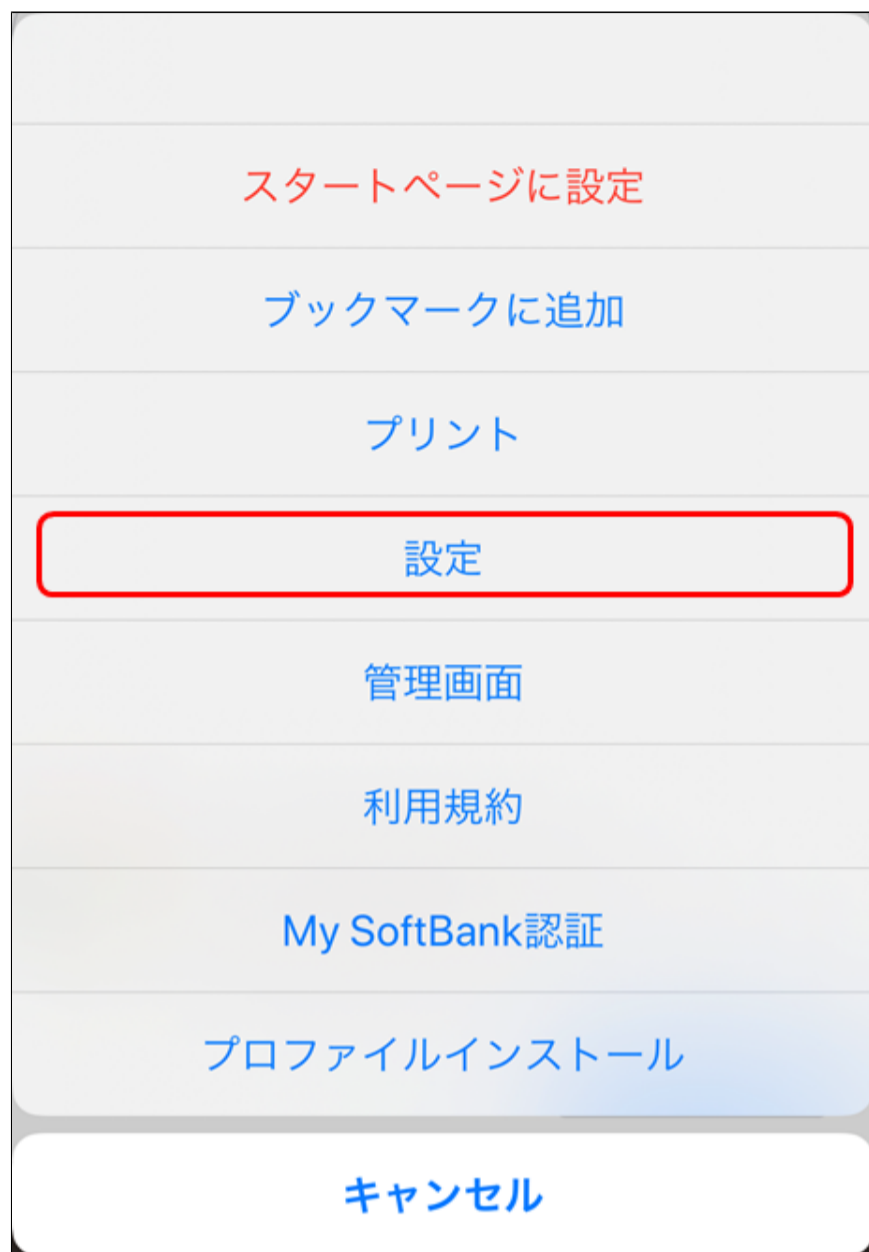 スタートページに設定
ブックマークに追加
プリント
設定
管理画面
利用規約
My SoftBank認証
プロファイルインストール
キャンセル